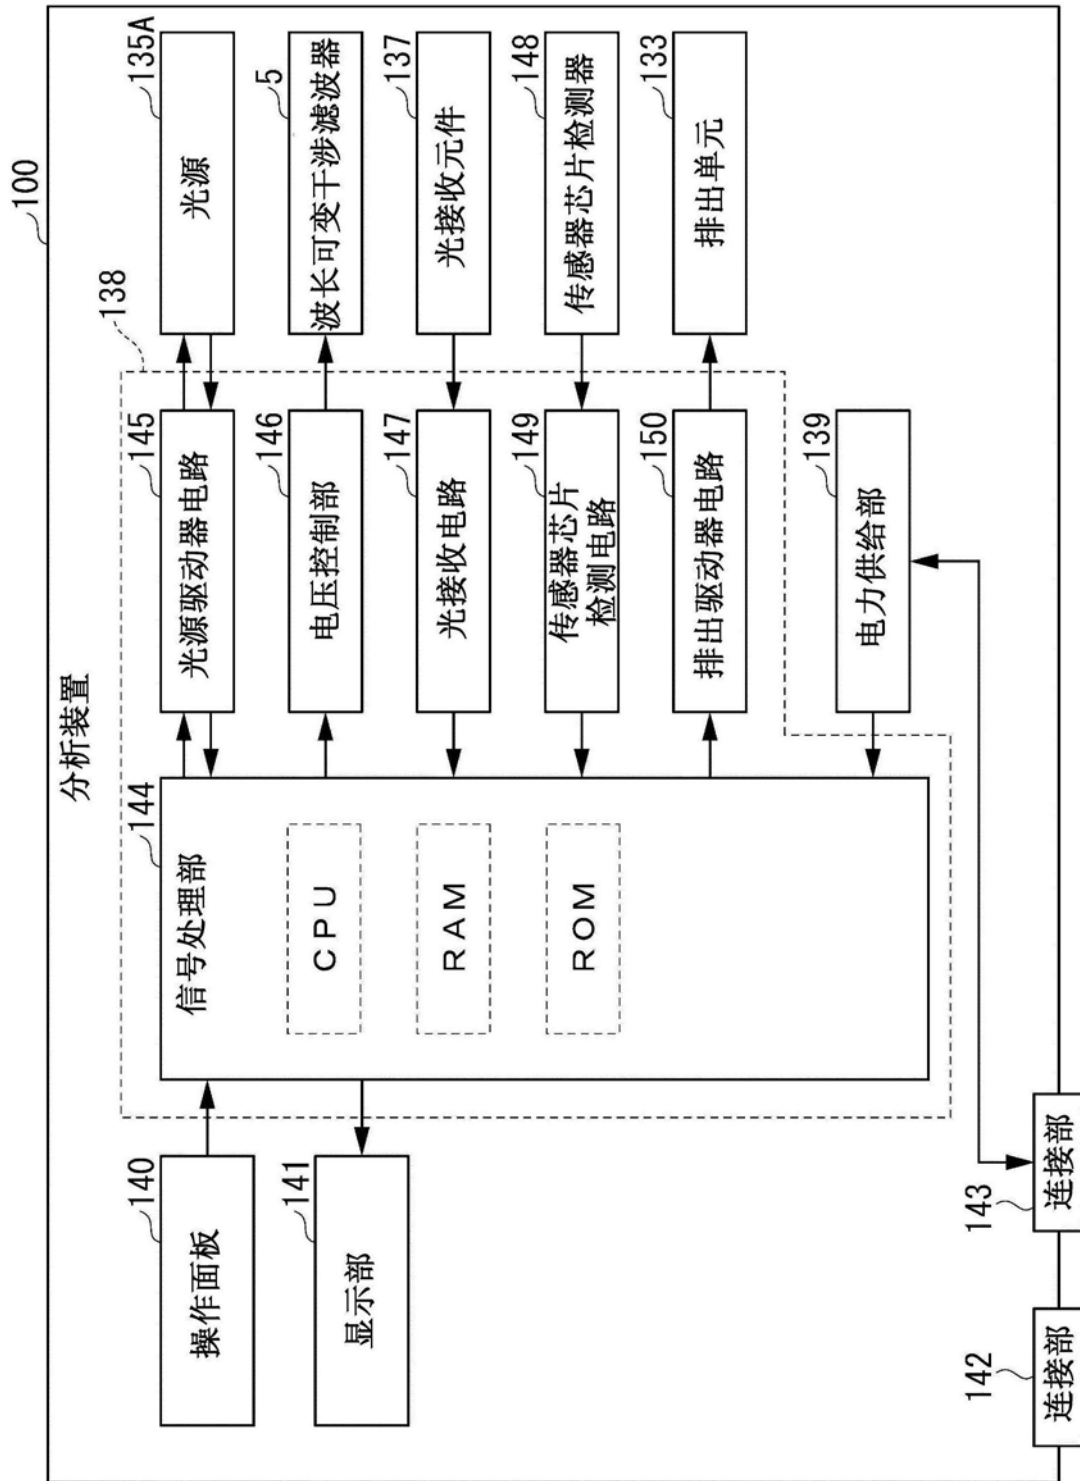 100
分析装置
138
140
操作面板
141
显示部
144
信号处理部
CPU
RAM
ROM
145
光源驱动器电路
135A
光源
146
电压控制部
5
波长可变干涉滤波器
147
光接收电路
137
光接收元件
149
传感器芯片
检测电路
148
传感器芯片检测器
150
排出驱动器电路
133
排出单元
139
电力供给部
142
连接部
143
连接部